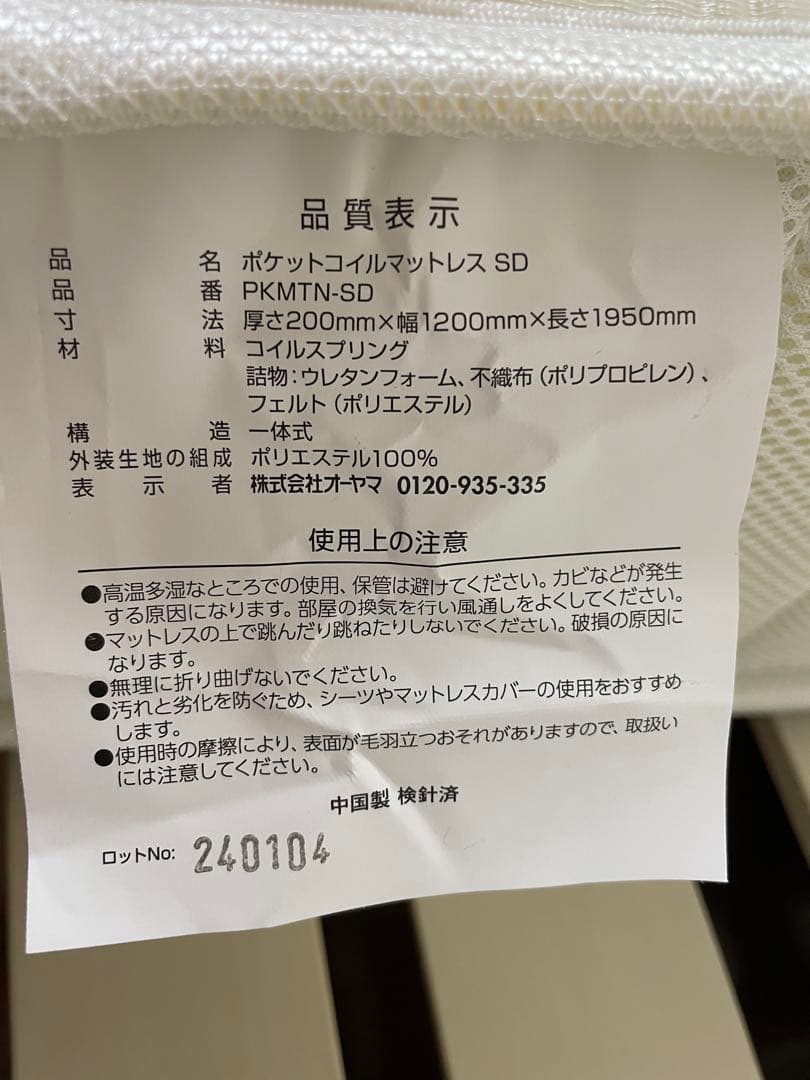 品質表示
品名 ポケットコイルマットレス SD
品番 PKMTN-SD
寸法 厚さ200mm×幅1200mm×長さ1950mm
材料 コイルスプリング
詰物：ウレタンフォーム、不織布（ポリプロピレン）、
フェルト（ポリエステル）
構造 一体式
外装生地の組成 ポリエステル100%
表示者 株式会社オーヤマ 0120-935-335
使用上の注意
●高温多湿なところでの使用、保管は避けてください。カビなどが発生
する原因になります。部屋の換気を行い風通しをよくしてください。
●マットレスの上で跳んだり跳ねたりしないでください。破損の原因に
なります。
●無理に折り曲げないでください。
●汚れと劣化を防ぐため、シーツやマットレスカバーの使用をおすすめ
します。
●使用時の摩擦により、表面が毛羽立つおそれがありますので、取扱い
には注意してください。
中国製 検針済
ロットNo: 240104